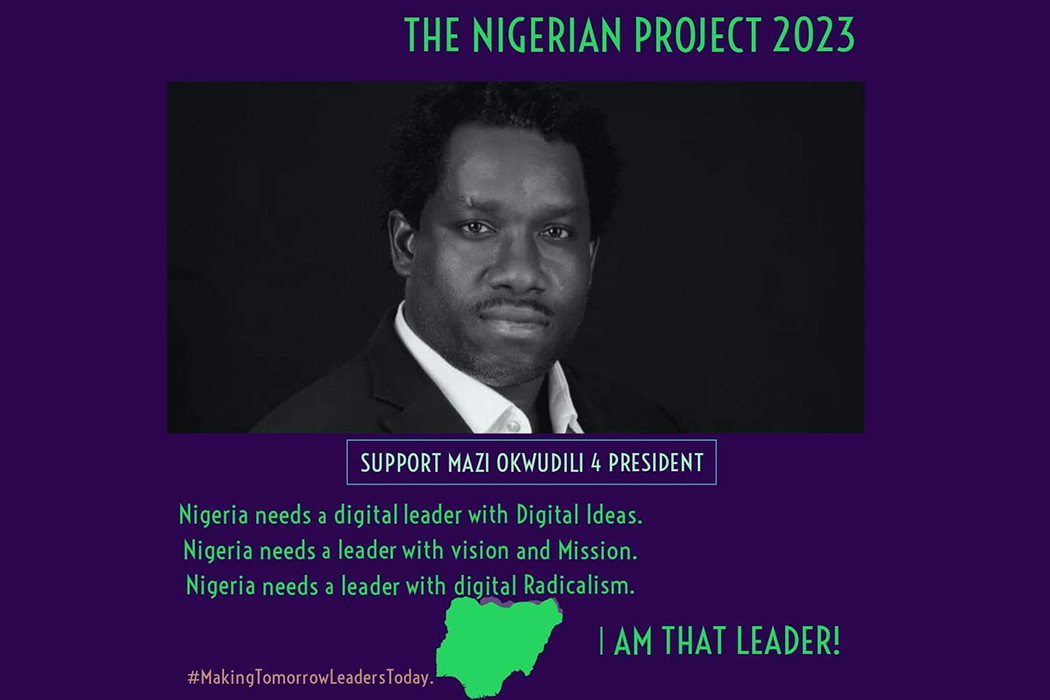 THE NIGERIAN PROJECT 2023
SUPPORT MAZI OKWUDILI 4 PRESIDENT
Nigeria needs a digital leader with Digital Ideas.
Nigeria needs a leader with vision and Mission.
Nigeria needs a leader with digital Radicalism.
I AM THAT LEADER!
#MakingTomorrowLeadersToday.